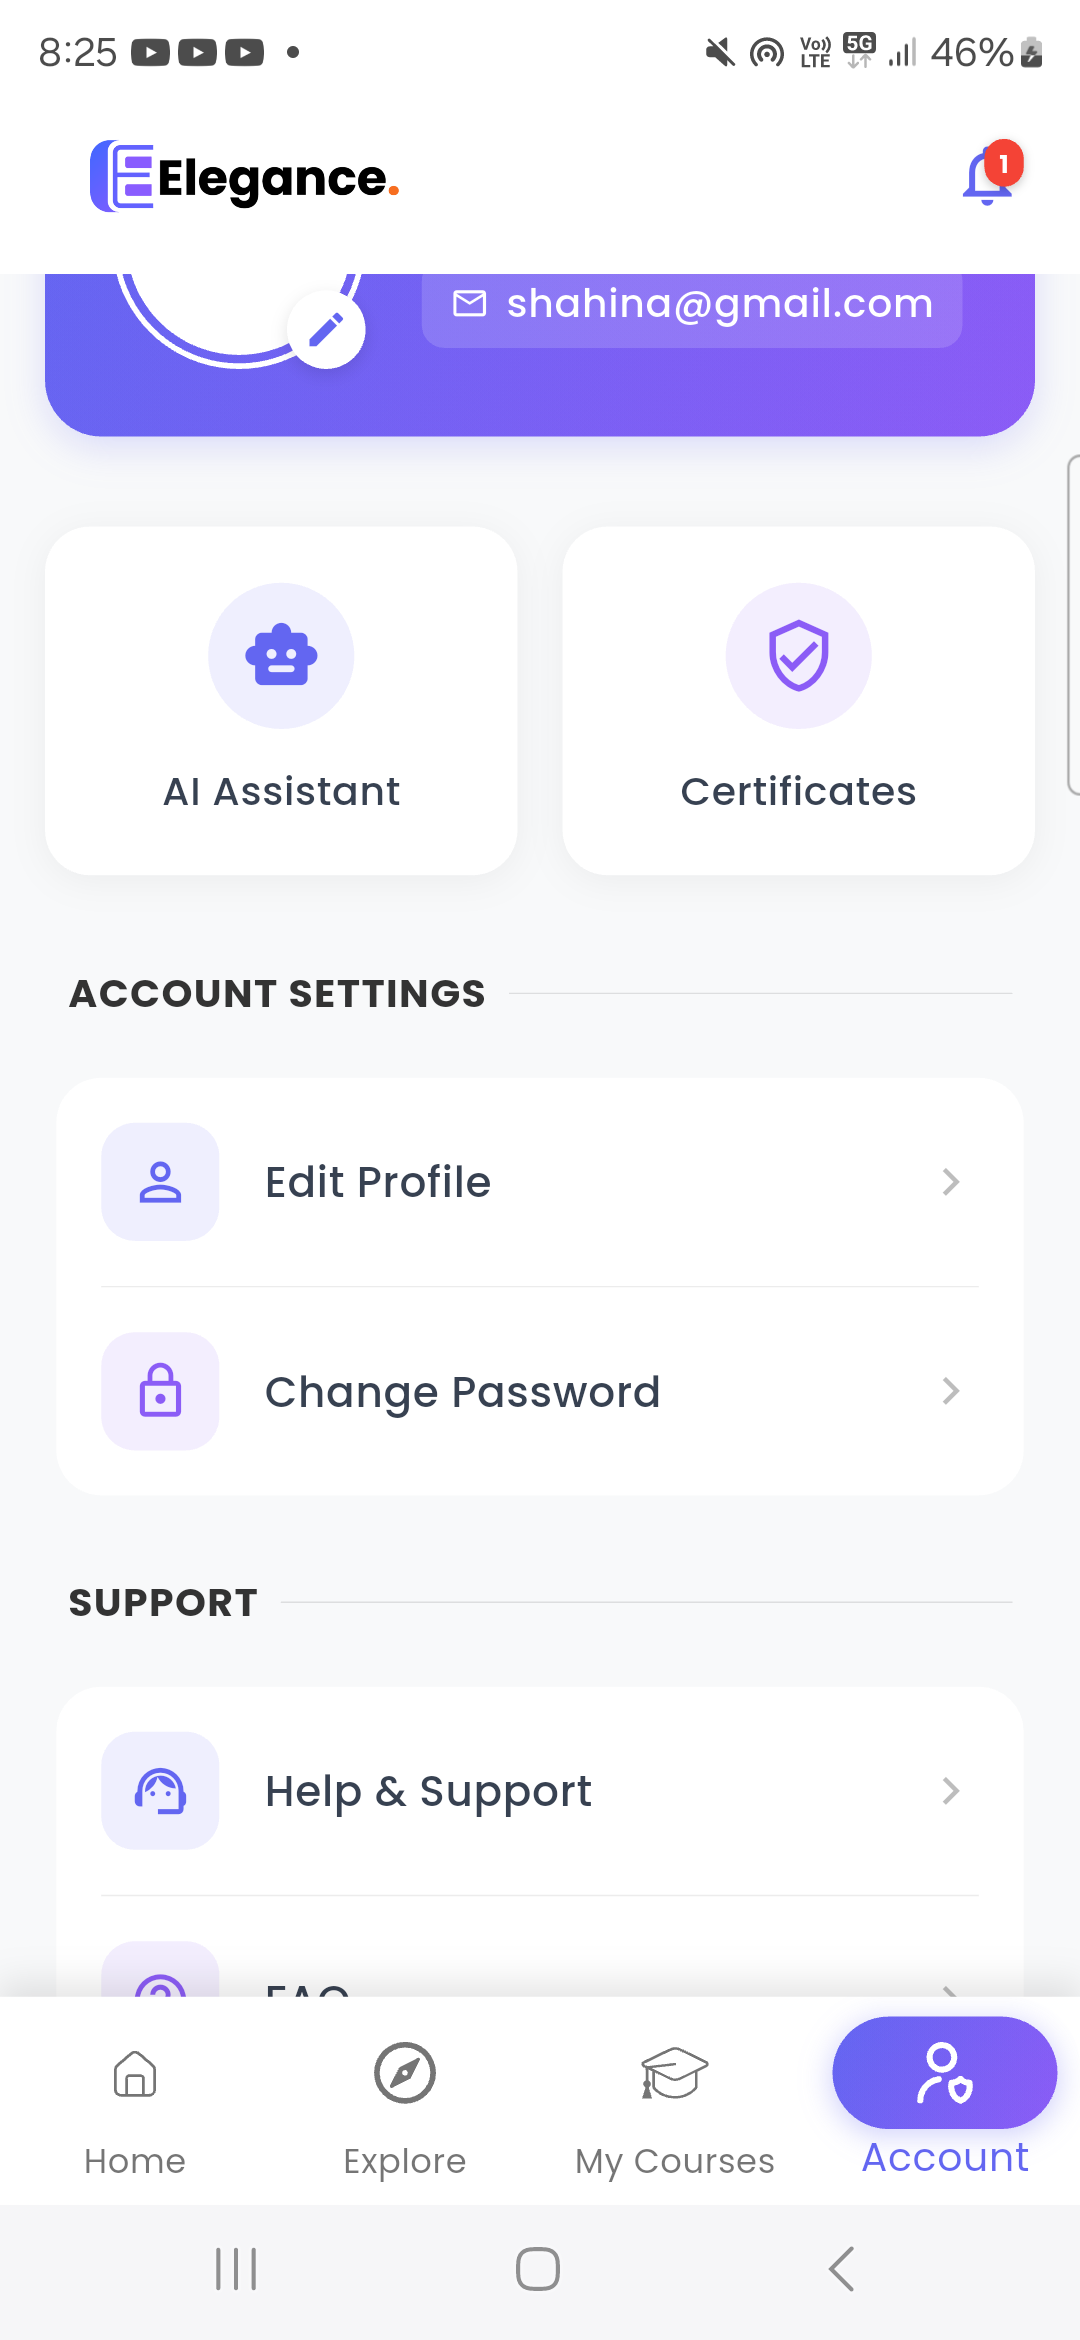 8:25
Vo)) LTE 5G 46%
Elegance.
1
shahina@gmail.com
AI Assistant
Certificates
ACCOUNT SETTINGS
Edit Profile
Change Password
SUPPORT
Help & Support
FAQ
Home
Explore
My Courses
Account